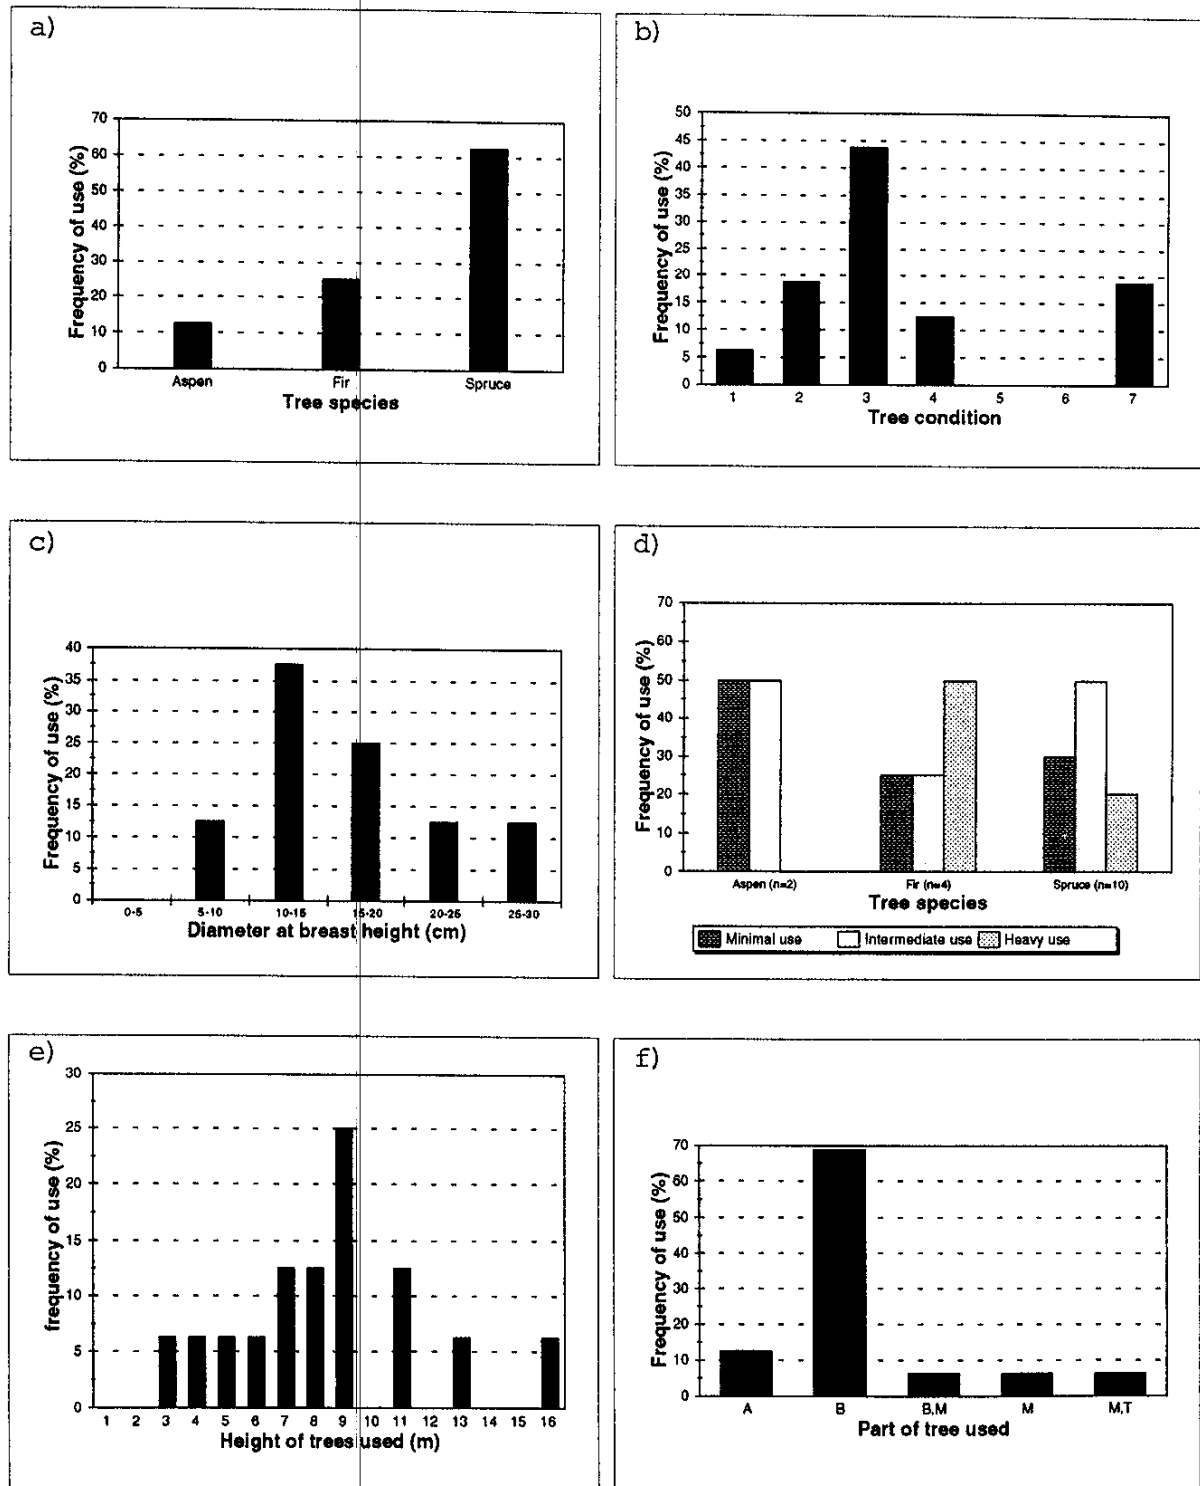 a)
70
60
50
40
30
20
10
0
Frequency of use (%)
Aspen Fir Spruce
Tree species
b)
50
45
40
35
30
25
20
15
10
5
0
Frequency of use (%)
1 2 3 4 5 6 7
Tree condition
c)
40
35
30
25
20
15
10
5
0
Frequency of use (%)
0-5 5-10 10-15 15-20 20-25 25-30
Diameter at breast height (cm)
d)
70
60
50
40
30
20
10
0
Frequency of use (%)
Aspen (n=2) Fir (n=4) Spruce (n=10)
Tree species
Minimal use Intermediate use Heavy use
e)
30
25
20
15
10
5
0
frequency of use (%)
1 2 3 4 5 6 7 8 9 10 11 12 13 14 15 16
Height of trees used (m)
f)
70
60
50
40
30
20
10
0
Frequency of use (%)
A B B,M M M,T
Part of tree used